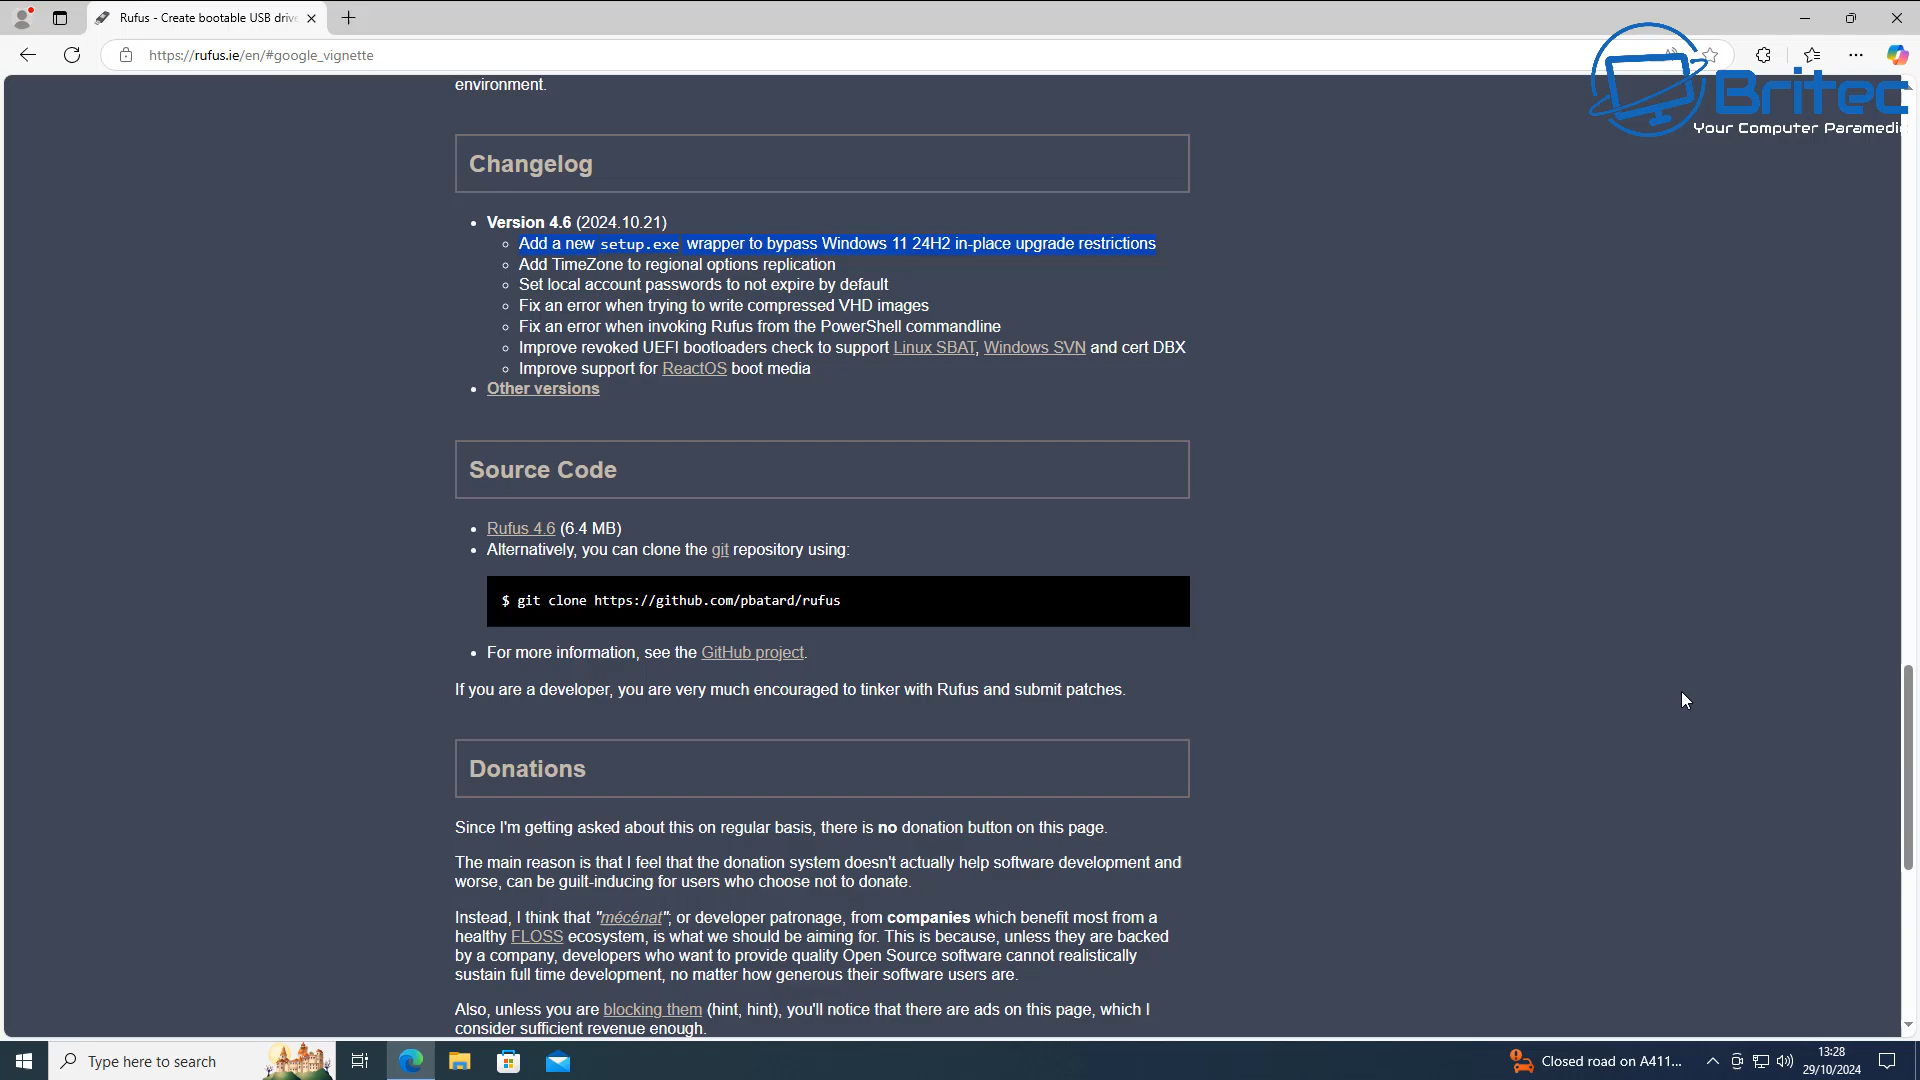 Rufus - Create bootable USB drive
https://rufus.ie/en/#google_vignette
Britec
Your Computer Paramedic
environment.
Changelog
Version 4.6 (2024.10.21)
Add a new setup.exe wrapper to bypass Windows 11 24H2 in-place upgrade restrictions
Add TimeZone to regional options replication
Set local account passwords to not expire by default
Fix an error when trying to write compressed VHD images
Fix an error when invoking Rufus from the PowerShell commandline
Improve revoked UEFI bootloaders check to support Linux SBAT, Windows SVN and cert DBX
Improve support for ReactOS boot media
Other versions
Source Code
Rufus 4.6 (6.4 MB)
Alternatively, you can clone the git repository using:
$ git clone https://github.com/pbatard/rufus
For more information, see the GitHub project.
If you are a developer, you are very much encouraged to tinker with Rufus and submit patches.
Donations
Since I'm getting asked about this on regular basis, there is no donation button on this page.
The main reason is that I feel that the donation system doesn't actually help software development and
worse, can be guilt-inducing for users who choose not to donate.
Instead, I think that "mécénat"; or developer patronage, from companies which benefit most from a
healthy FLOSS ecosystem, is what we should be aiming for. This is because, unless they are backed
by a company, developers who want to provide quality Open Source software cannot realistically
sustain full time development, no matter how generous their software users are.
Also, unless you are blocking them (hint, hint), you'll notice that there are ads on this page, which I
consider sufficient revenue enough.
Type here to search
Closed road on A411...
13:28
29/10/2024